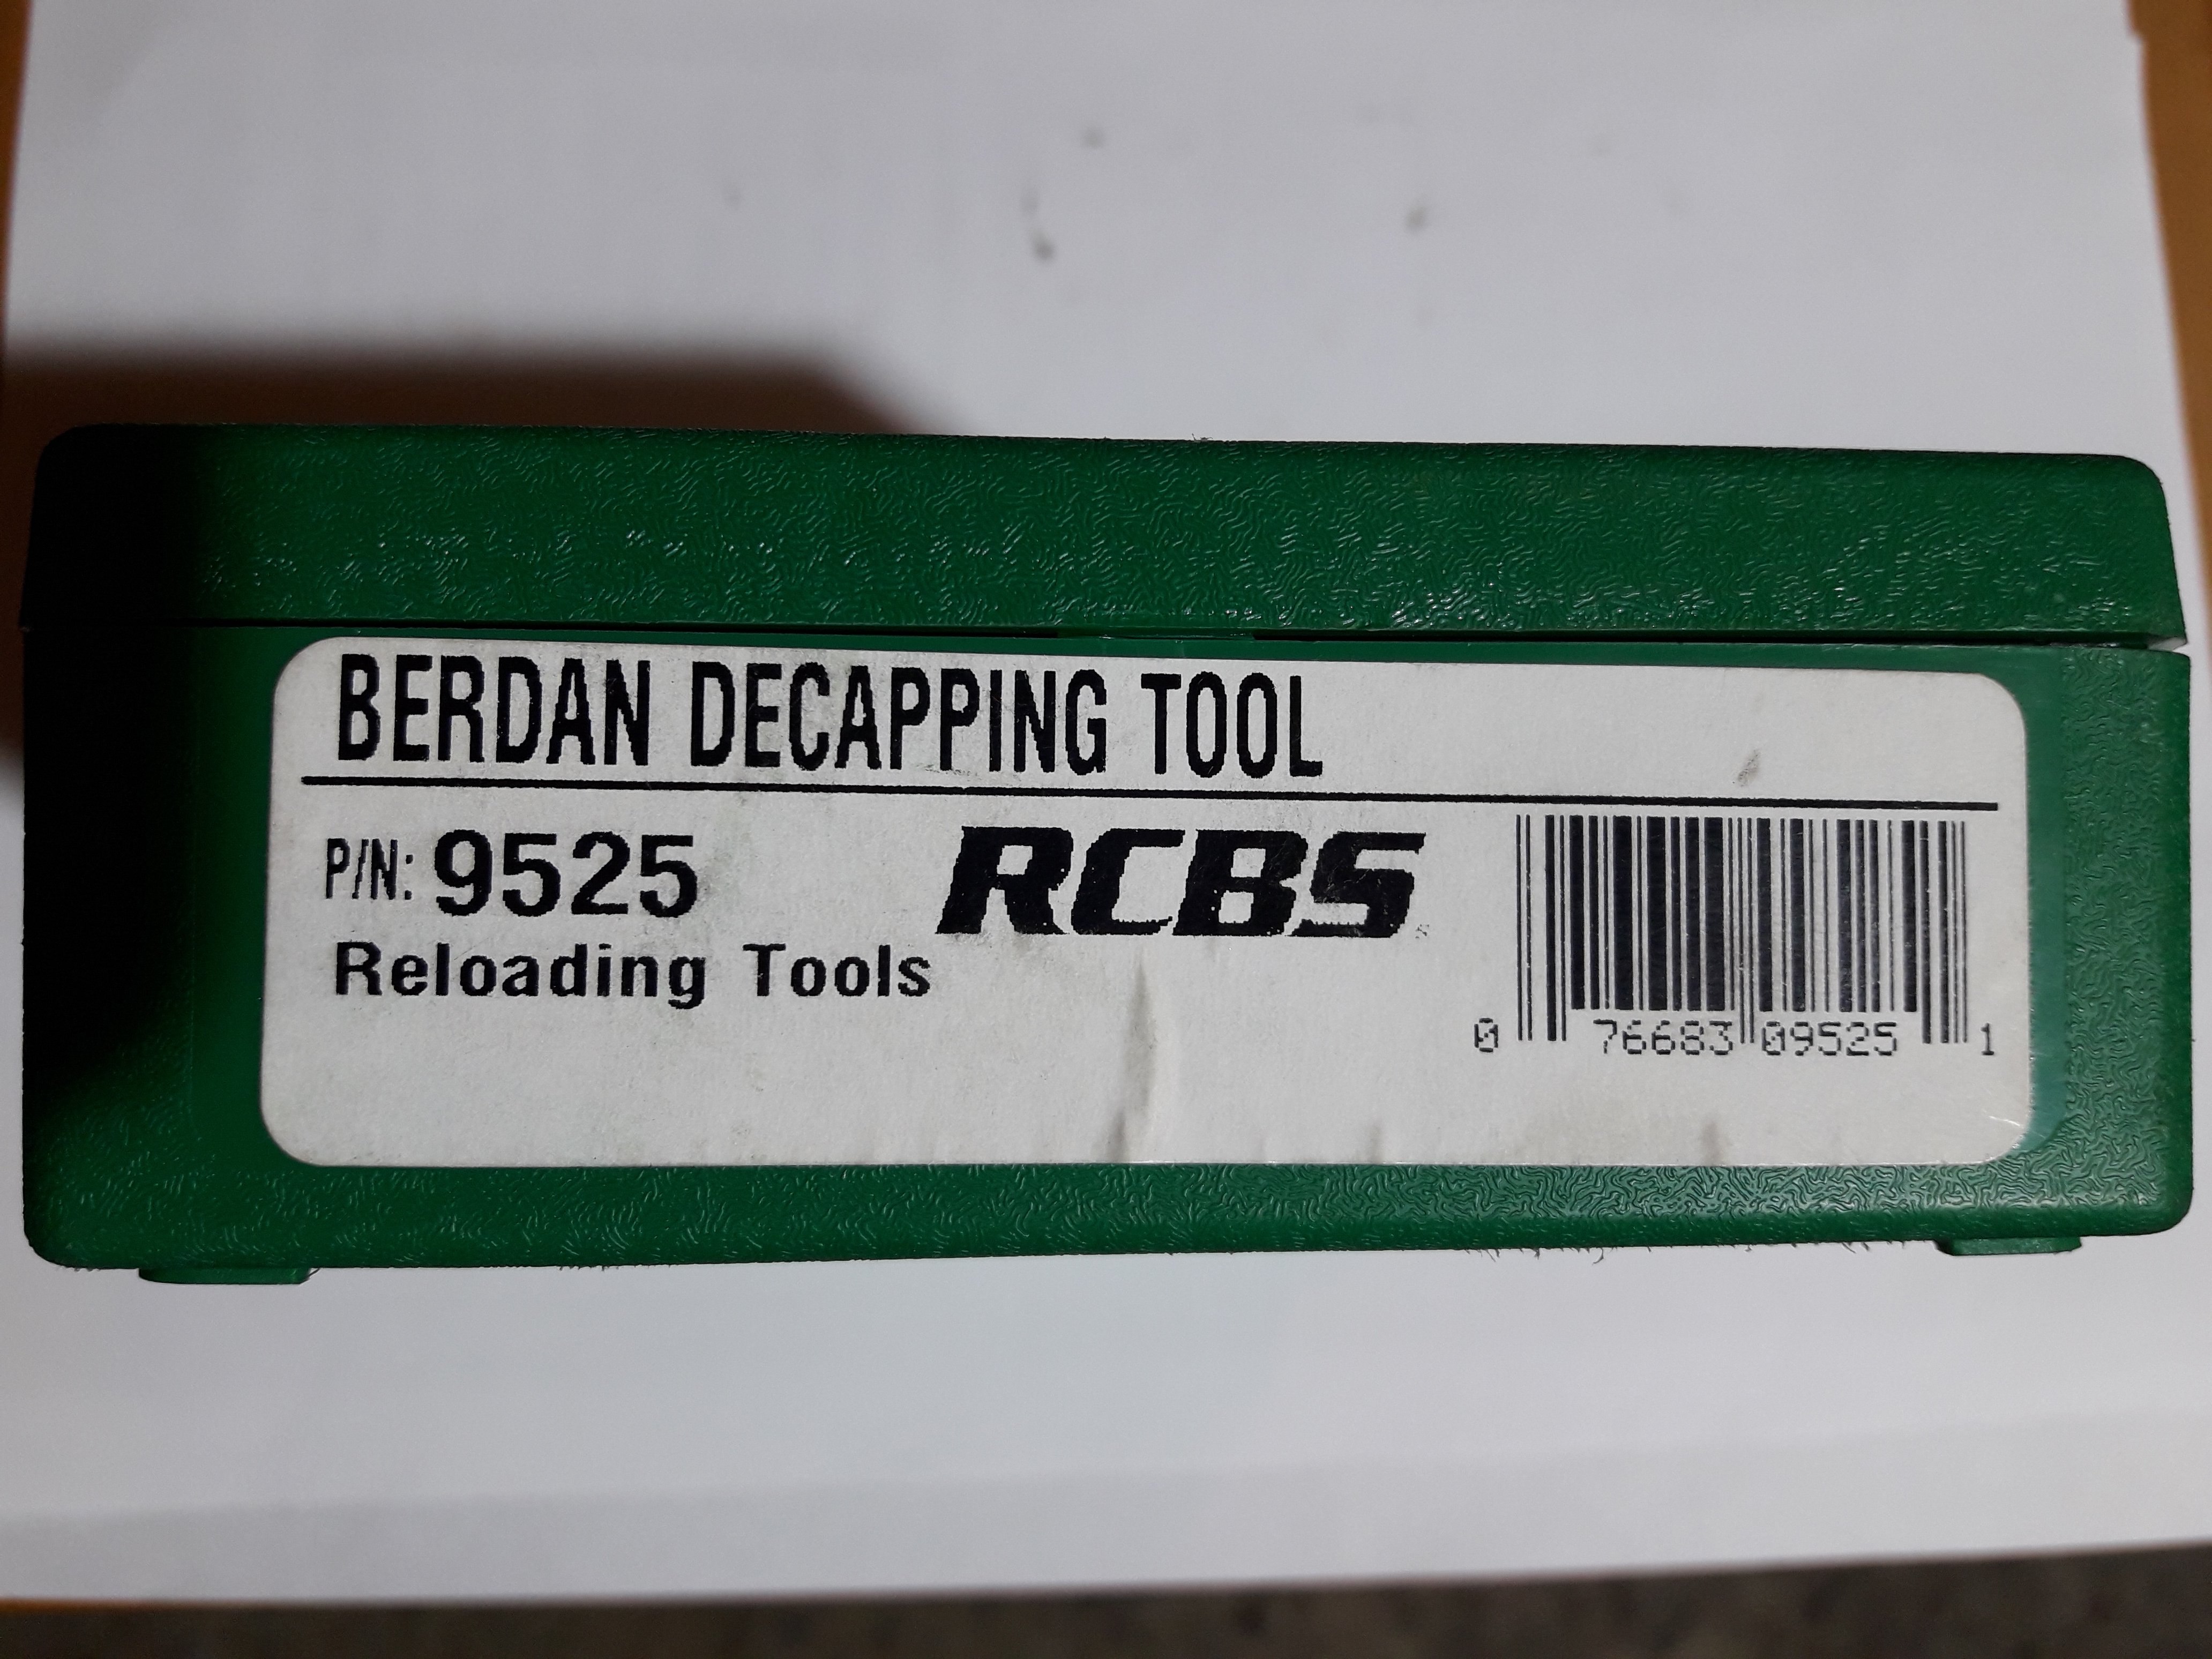 BERDAN DECAPPING TOOL
P/N: 9525
RCBS
Reloading Tools
0 76683 09525 1